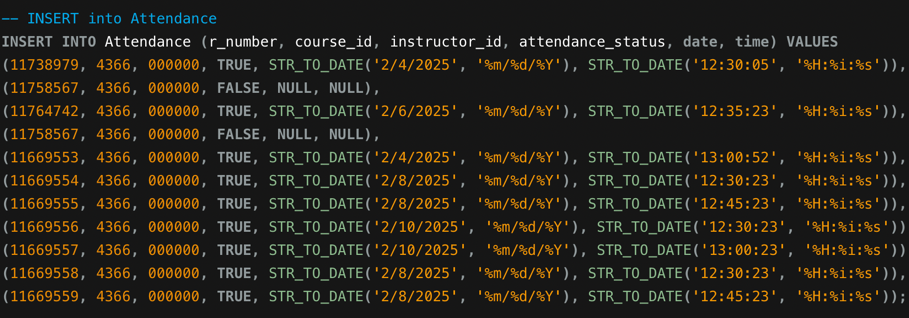 -- INSERT into Attendance
INSERT INTO Attendance (r_number, course_id, instructor_id, attendance_status, date, time) VALUES
(11738979, 4366, 000000, TRUE, STR_TO_DATE('2/4/2025', '%m/%d/%Y'), STR_TO_DATE('12:30:05', '%H:%i:%s')),
(11758567, 4366, 000000, FALSE, NULL, NULL),
(11764742, 4366, 000000, TRUE, STR_TO_DATE('2/6/2025', '%m/%d/%Y'), STR_TO_DATE('12:35:23', '%H:%i:%s')),
(11758567, 4366, 000000, FALSE, NULL, NULL),
(11669553, 4366, 000000, TRUE, STR_TO_DATE('2/4/2025', '%m/%d/%Y'), STR_TO_DATE('13:00:52', '%H:%i:%s')),
(11669554, 4366, 000000, TRUE, STR_TO_DATE('2/8/2025', '%m/%d/%Y'), STR_TO_DATE('12:30:23', '%H:%i:%s')),
(11669555, 4366, 000000, TRUE, STR_TO_DATE('2/8/2025', '%m/%d/%Y'), STR_TO_DATE('12:45:23', '%H:%i:%s')),
(11669556, 4366, 000000, TRUE, STR_TO_DATE('2/10/2025', '%m/%d/%Y'), STR_TO_DATE('12:30:23', '%H:%i:%s'))
(11669557, 4366, 000000, TRUE, STR_TO_DATE('2/10/2025', '%m/%d/%Y'), STR_TO_DATE('13:00:23', '%H:%i:%s'))
(11669558, 4366, 000000, TRUE, STR_TO_DATE('2/8/2025', '%m/%d/%Y'), STR_TO_DATE('12:30:23', '%H:%i:%s')),
(11669559, 4366, 000000, TRUE, STR_TO_DATE('2/8/2025', '%m/%d/%Y'), STR_TO_DATE('12:45:23', '%H:%i:%s'));